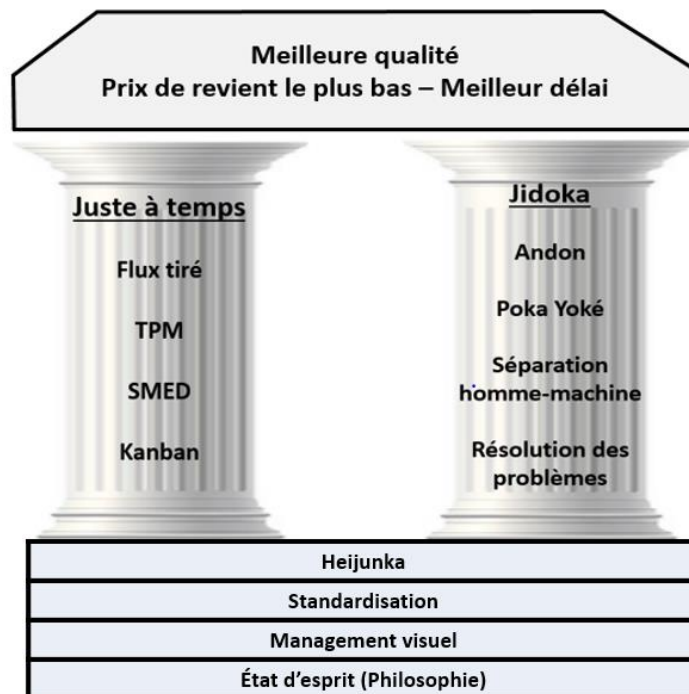 Meilleure qualité
Prix de revient le plus bas – Meilleur délai
Juste à temps
Flux tiré
TPM
SMED
Kanban
Jidoka
Andon
Poka Yoké
Séparation
homme-machine
Résolution des
problèmes
Heijunka
Standardisation
Management visuel
État d’esprit (Philosophie)